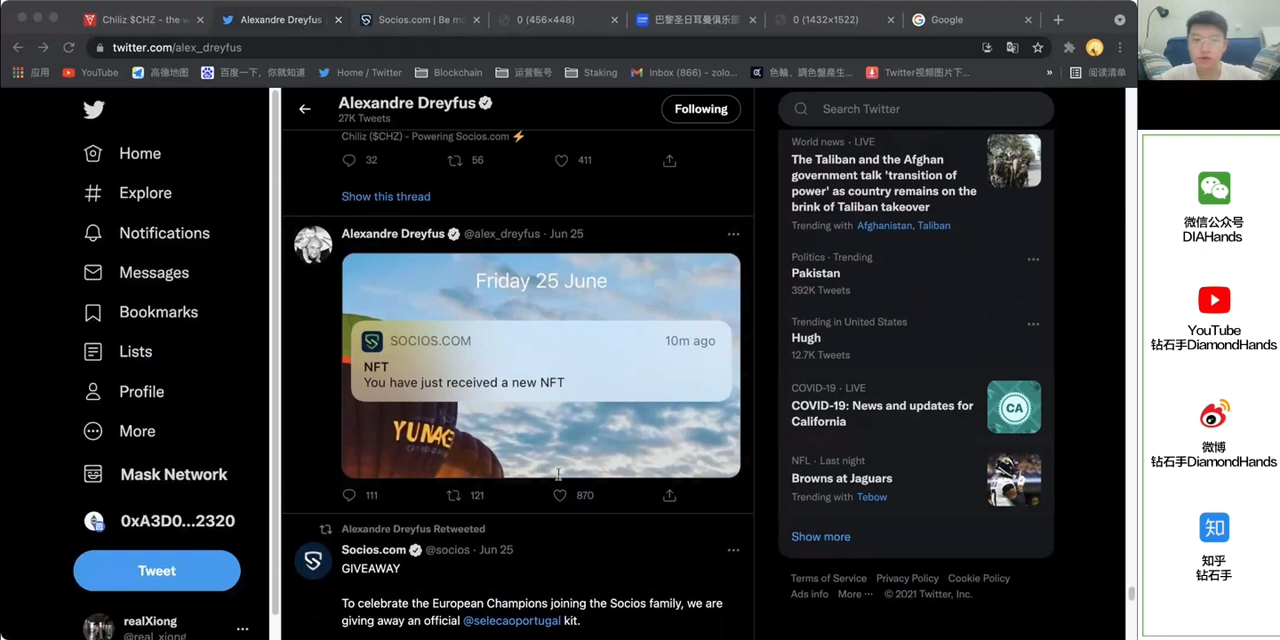 Chiliz $CHZ - the w
Alexandre Dreyfus
Socios.com | Be mo
0 (456×448)
巴黎圣日耳曼俱乐部
0 (1432×1522)
Google
twitter.com/alex_dreyfus
应用
YouTube
高德地图
百度一下，你就知道
Home / Twitter
Blockchain
运营账号
Staking
Inbox (866) - zolo...
色輪、調色盤產生...
Twitter视频图片下...
»
阅读清单
Home
Explore
Notifications
Messages
Bookmarks
Lists
Profile
More
Mask Network
0xA3D0...2320
Tweet
realXiong
@real_xiong
Alexandre Dreyfus
27K Tweets
Following
Chiliz ($CHZ) - Powering Socios.com ⚡
32 56 411
Show this thread
Alexandre Dreyfus @alex_dreyfus · Jun 25
Friday 25 June
SOCIOS.COM 10m ago
NFT
You have just received a new NFT
111 121 870
Alexandre Dreyfus Retweeted
Socios.com @socios · Jun 25
GIVEAWAY
To celebrate the European Champions joining the Socios family, we are
giving away an official @selecaoportugal kit.
Search Twitter
World news · LIVE
The Taliban and the Afghan
government talk 'transition of
power' as country remains on the
brink of Taliban takeover
Trending with Afghanistan, Taliban
Politics · Trending
Pakistan
392K Tweets
Trending in United States
Hugh
12.7K Tweets
COVID-19 · LIVE
COVID-19: News and updates for
California
CA
NFL · Last night
Browns at Jaguars
Trending with Tebow
Show more
Terms of Service Privacy Policy Cookie Policy
Ads info More ··· © 2021 Twitter, Inc.
微信公众号
DIAHands
YouTube
钻石手DiamondHands
微博
钻石手DiamondHands
知
知乎
钻石手